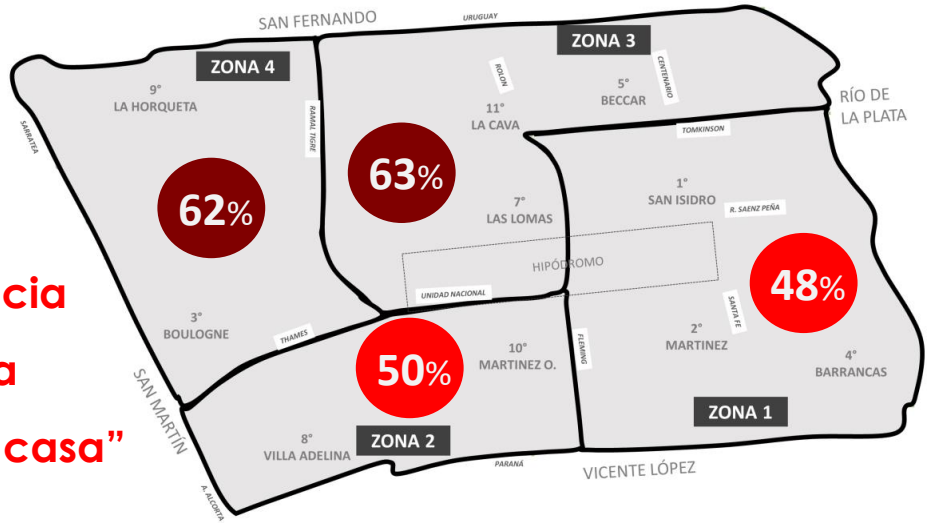 SAN FERNANDO
URUGUAY
ZONA 4
ZONA 3
9°
LA HORQUETA
ROLON
5°
BECCAR
CENTENARIO
RÍO DE
LA PLATA
SARRATEA
RAMAL TIGRE
11°
LA CAVA
TOMKINSON
62%
63%
7°
LAS LOMAS
1°
SAN ISIDRO
R. SAENZ PEÑA
HIPÓDROMO
cia
UNIDAD NACIONAL
48%
SANTA FE
3°
BOULOGNE
THAMES
FLEMING
2°
MARTINEZ
a
50%
10°
MARTINEZ O.
4°
BARRANCAS
SAN MARTÍN
casa”
8°
VILLA ADELINA
ZONA 2
ZONA 1
PARANÁ
VICENTE LÓPEZ
A. ALCORTA